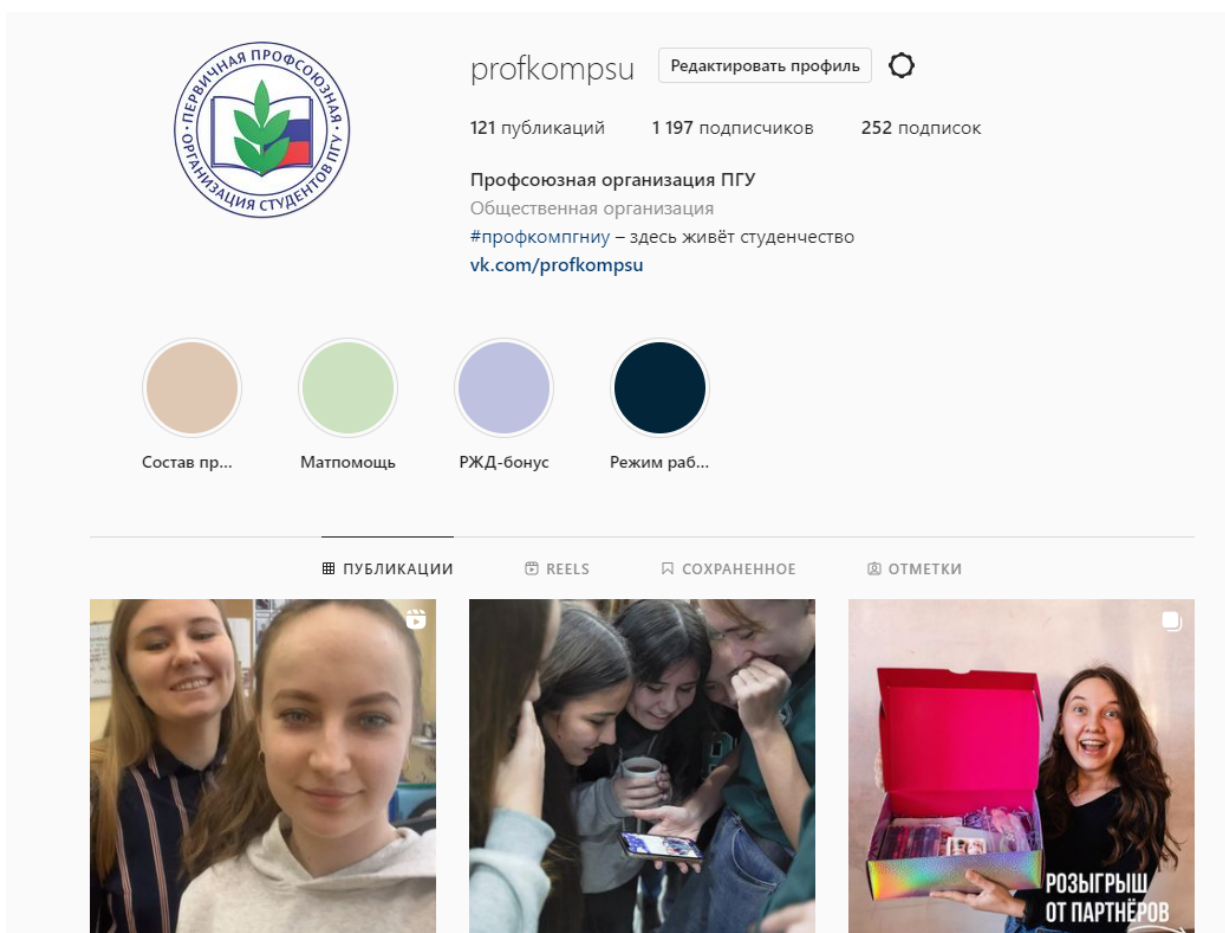 · ПЕРВИЧНАЯ ПРОФСОЮЗНАЯ ·
ОРГАНИЗАЦИЯ СТУДЕНТОВ ПГУ
profkompsu Редактировать профиль
121 публикаций 1 197 подписчиков 252 подписок
Профсоюзная организация ПГУ
Общественная организация
#профкомпгниу – здесь живёт студенчество
vk.com/profkompsu
Состав пр... Матпомощь РЖД-бонус Режим раб...
ПУБЛИКАЦИИ REELS СОХРАНЕННОЕ ОТМЕТКИ
РОЗЫГРЫШ
ОТ ПАРТНЁРОВ